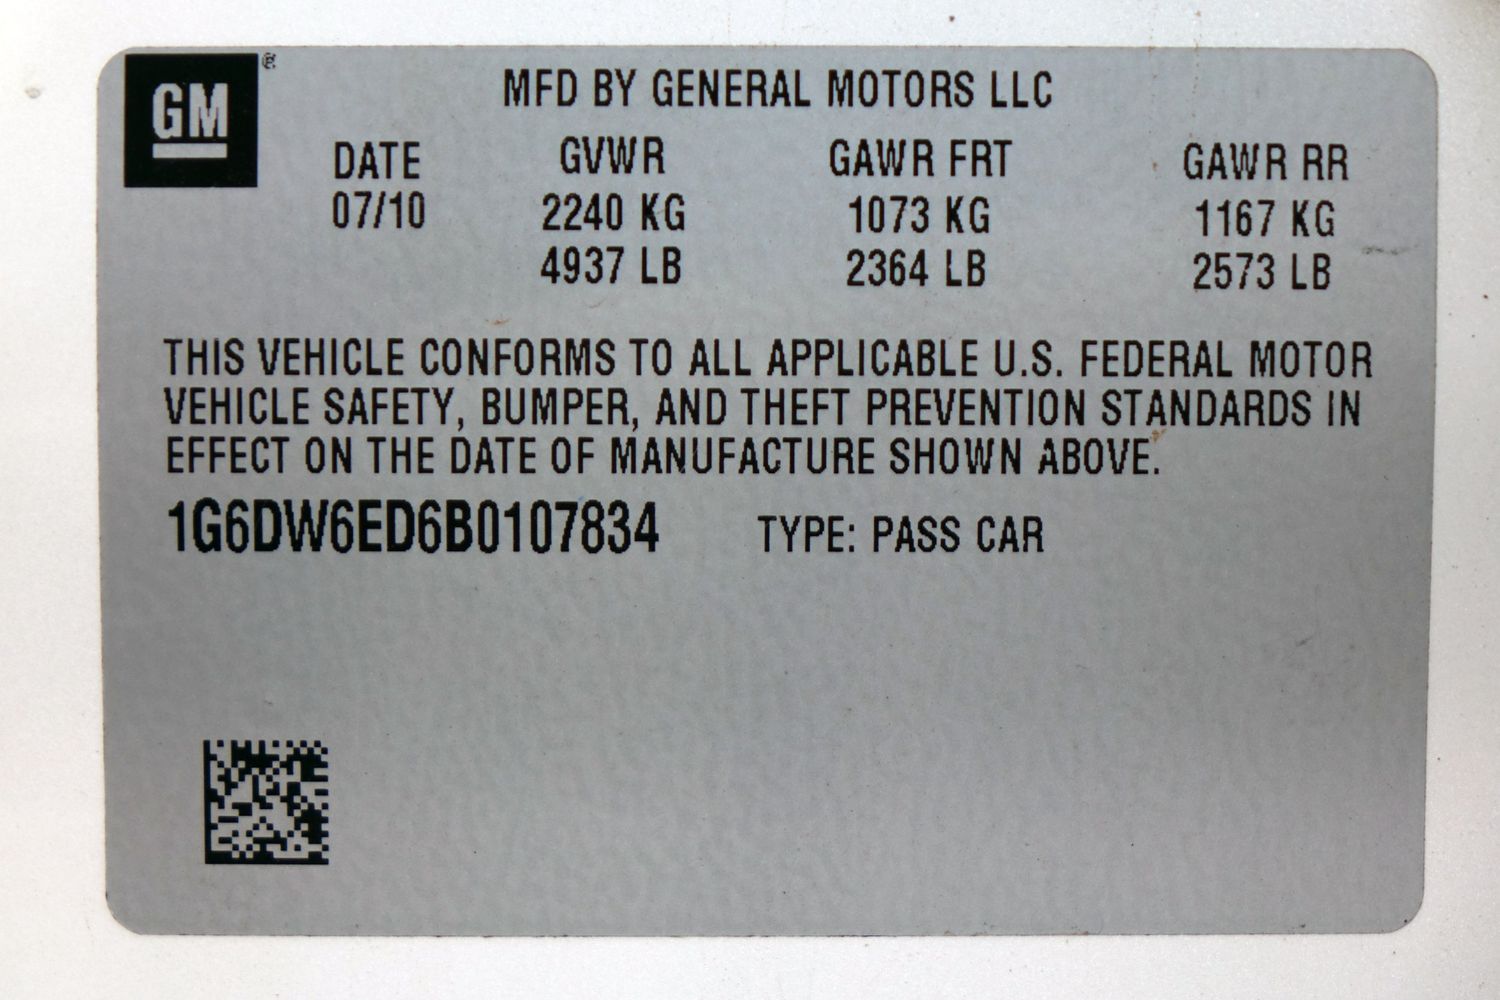 GM ®
MFD BY GENERAL MOTORS LLC
DATE GVWR GAWR FRT GAWR RR
07/10 2240 KG 1073 KG 1167 KG
4937 LB 2364 LB 2573 LB
THIS VEHICLE CONFORMS TO ALL APPLICABLE U.S. FEDERAL MOTOR
VEHICLE SAFETY, BUMPER, AND THEFT PREVENTION STANDARDS IN
EFFECT ON THE DATE OF MANUFACTURE SHOWN ABOVE.
1G6DW6ED6B0107834 TYPE: PASS CAR